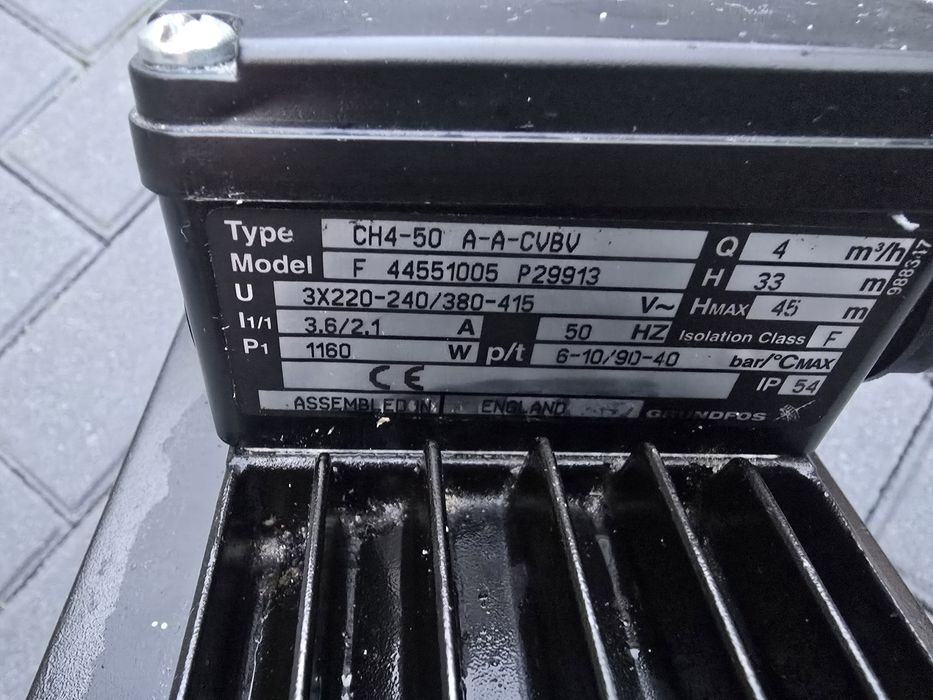 Type CH4-50 A-A-CVBV Q 4 m³/h
Model F 44551005 P29913 H 33 m
U 3X220-240/380-415 V~ HMAX 45 m
I1/1 3.6/2.1 A 50 HZ Isolation Class F
P1 1160 W p/t 6-10/90-40 bar/°CMAX
CE IP 54
ASSEMBLED IN ENGLAND GRUNDFOS
988347